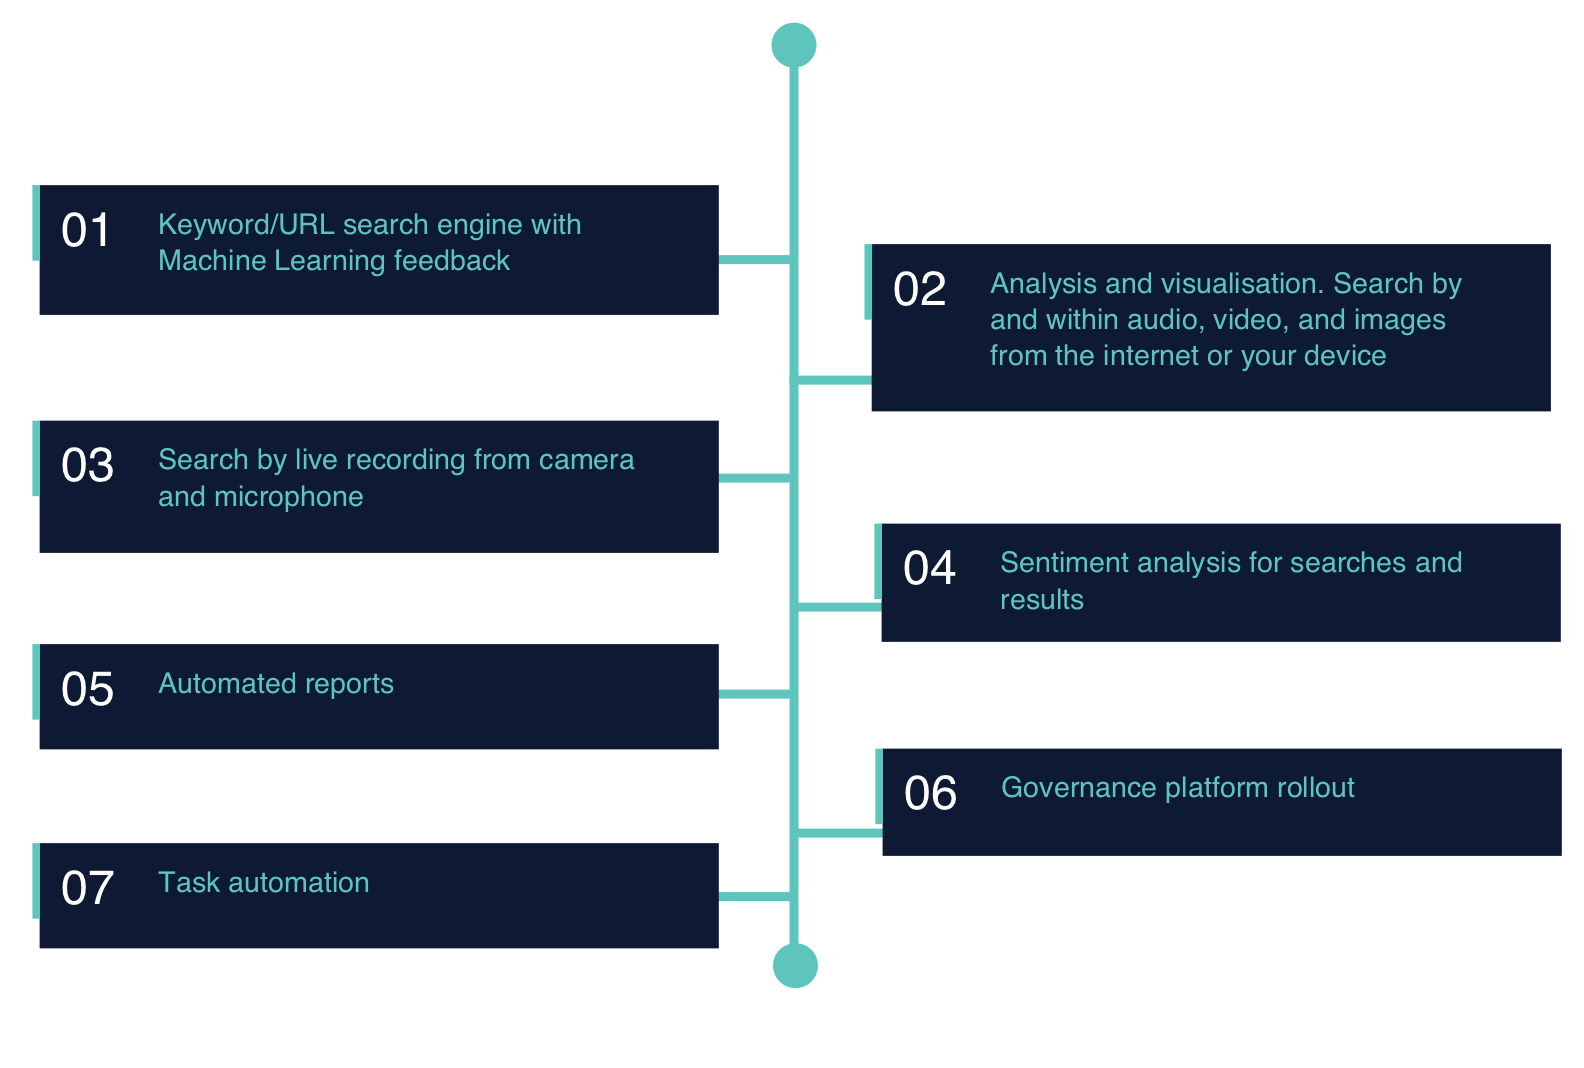 01
Keyword/URL search engine with
Machine Learning feedback
02
Analysis and visualisation. Search by
and within audio, video, and images
from the internet or your device
03
Search by live recording from camera
and microphone
04
Sentiment analysis for searches and
results
05
Automated reports
06
Governance platform rollout
07
Task automation